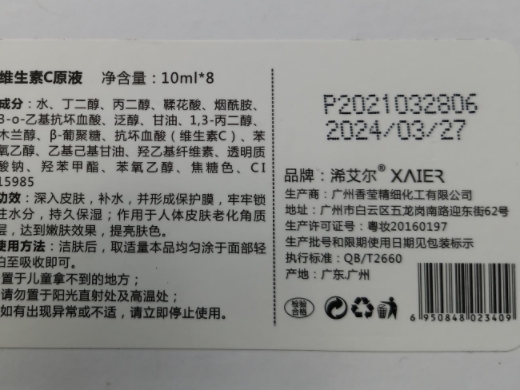 维生素C原液 净含量：10ml*8
成分：水、丁二醇、丙二醇、鞣花酸、烟酰胺、
3-o-乙基抗坏血酸、泛醇、甘油、1,3-丙二醇、
木兰醇、β-葡聚糖、抗坏血酸（维生素C）、苯
氧乙醇、乙基己基甘油、羟乙基纤维素、透明质
酸钠、羟苯甲酯、苯氧乙醇、焦糖色、CI
15985
功效：深入皮肤，补水，并形成保护膜，牢牢锁
住水分，持久保湿；作用于人体皮肤老化角质
层，达到嫩肤效果，提亮肤色。
使用方法：洁肤后，取适量本品均匀涂于面部轻
拍至吸收即可。
置于儿童拿不到的地方；
请勿置于阳光直射处及高温处；
如有出现异常或不适，请立即停止使用。
P2021032806
2024/03/27
品牌：浠艾尔® XAIER
生产商：广州香莹精细化工有限公司
地址：广州市白云区五龙岗南路迎东街62号
生产许可证：粤妆20160197
生产批号和限期使用日期见包装标示
执行标准：QB/T2660
产地：广东.广州
检验合格
6 950848 023409